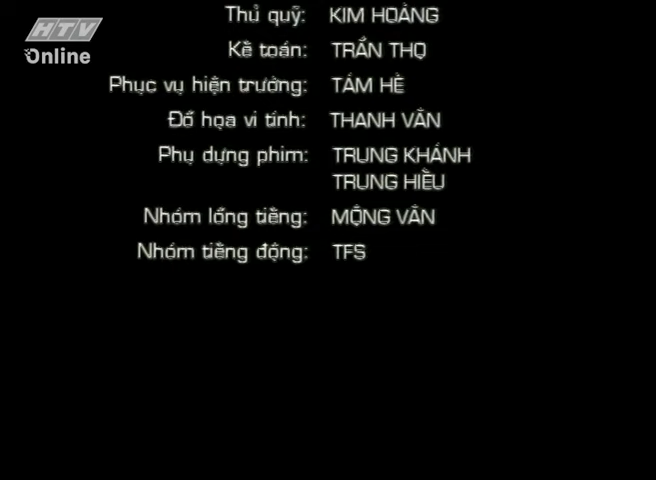 HTV
Online
Thủ quỹ: KIM HOÀNG
Kế toán: TRẦN THỌ
Phục vụ hiện trường: TÁM HÊ
Đồ họa vi tính: THANH VÂN
Phụ dựng phim: TRUNG KHÁNH
TRUNG HIẾU
Nhóm lồng tiếng: MỘNG VÂN
Nhóm tiếng động: TFS